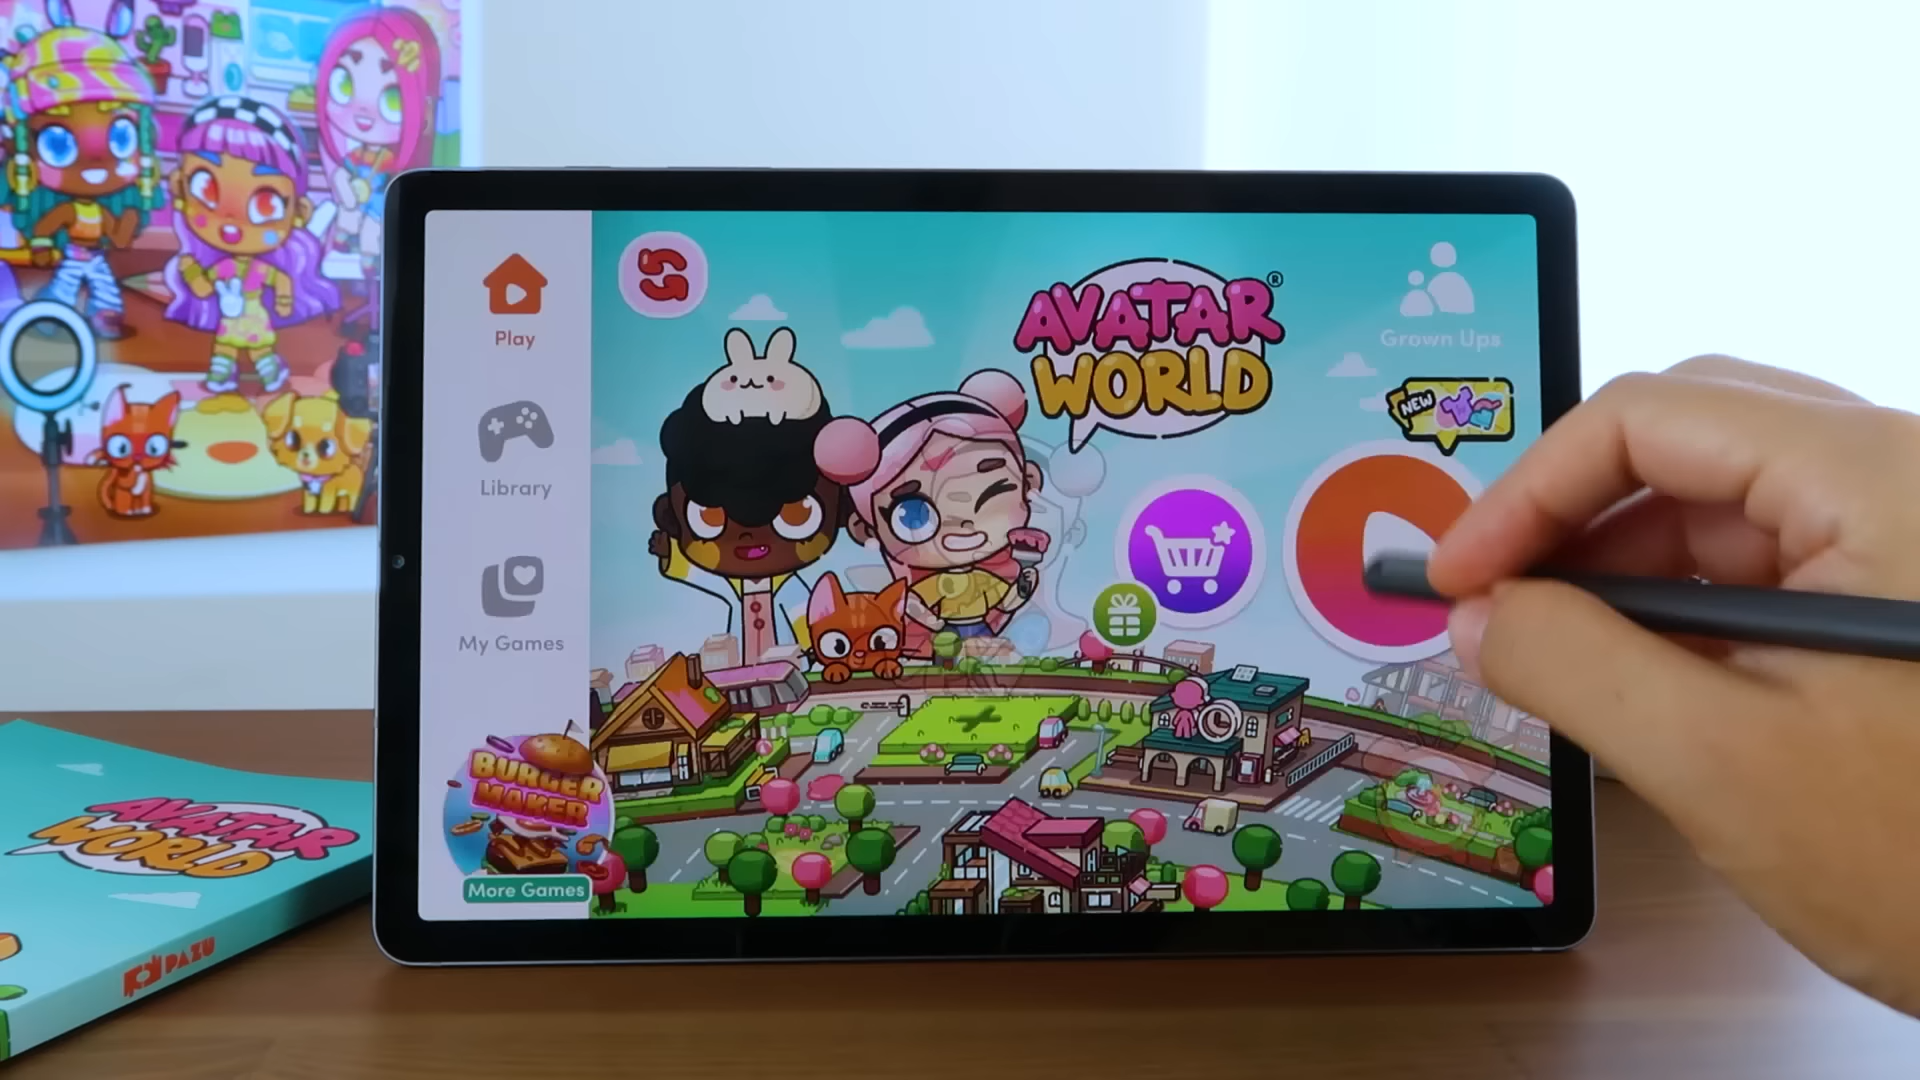 Play
Library
My Games
BURGER
MAKER
More Games
AVATAR
WORLD
®
Grown Ups
NEW
AVATAR
WORLD
PAZU